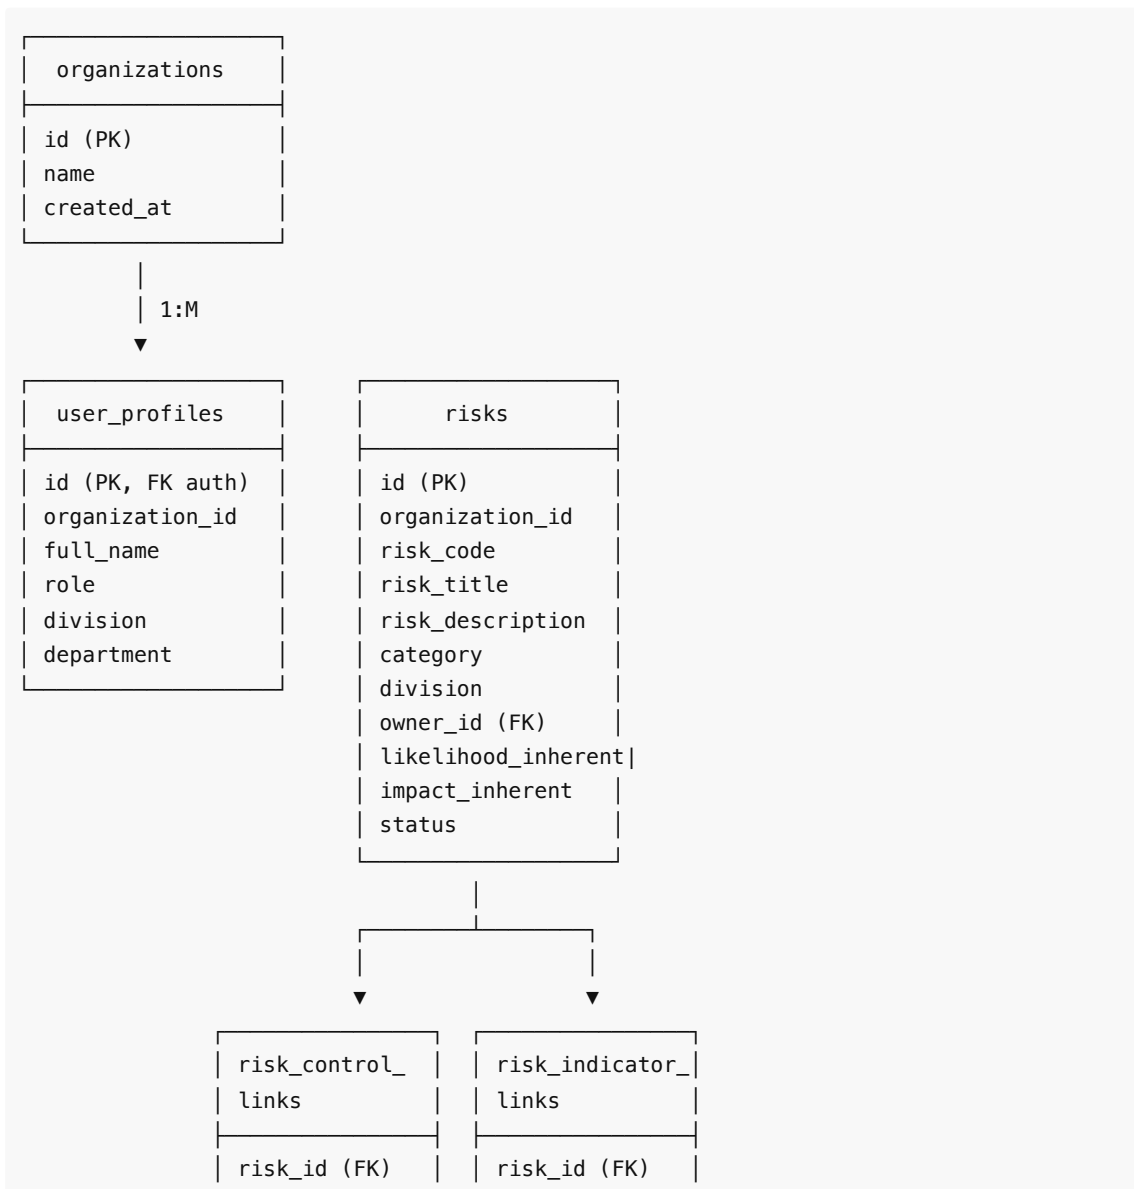 organizations
id (PK)
name
created_at
1:M
user_profiles risks
id (PK, FK auth) id (PK)
organization_id organization_id
full_name risk_code
role risk_title
division risk_description
department category
division
owner_id (FK)
likelihood_inherent|
impact_inherent
status
risk_control_ risk_indicator_
links links
risk_id (FK) risk_id (FK)